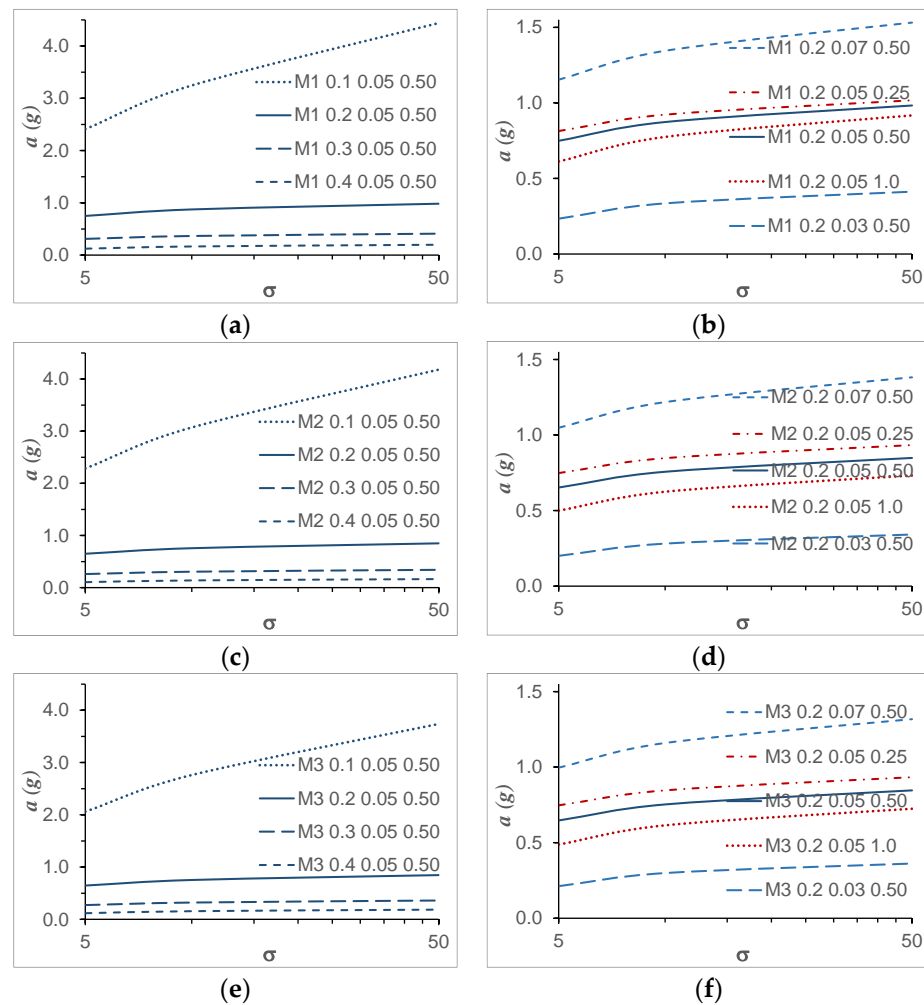 4.0
3.0
2.0
1.0
0.0
a (g)
M1 0.1 0.05 0.50
M1 0.2 0.05 0.50
M1 0.3 0.05 0.50
M1 0.4 0.05 0.50
5
50
σ
(a)
1.5
1.0
0.5
0.0
a (g)
M1 0.2 0.07 0.50
M1 0.2 0.05 0.25
M1 0.2 0.05 0.50
M1 0.2 0.05 1.0
M1 0.2 0.03 0.50
5
50
σ
(b)
4.0
3.0
2.0
1.0
0.0
a (g)
M2 0.1 0.05 0.50
M2 0.2 0.05 0.50
M2 0.3 0.05 0.50
M2 0.4 0.05 0.50
5
50
σ
(c)
1.5
1.0
0.5
0.0
a (g)
M2 0.2 0.07 0.50
M2 0.2 0.05 0.25
M2 0.2 0.05 0.50
M2 0.2 0.05 1.0
M2 0.2 0.03 0.50
5
50
σ
(d)
4.0
3.0
2.0
1.0
0.0
a (g)
M3 0.1 0.05 0.50
M3 0.2 0.05 0.50
M3 0.3 0.05 0.50
M3 0.4 0.05 0.50
5
50
σ
(e)
1.5
1.0
0.5
0.0
a (g)
M3 0.2 0.07 0.50
M3 0.2 0.05 0.25
M3 0.2 0.05 0.50
M3 0.2 0.05 1.0
M3 0.2 0.03 0.50
5
50
σ
(f)